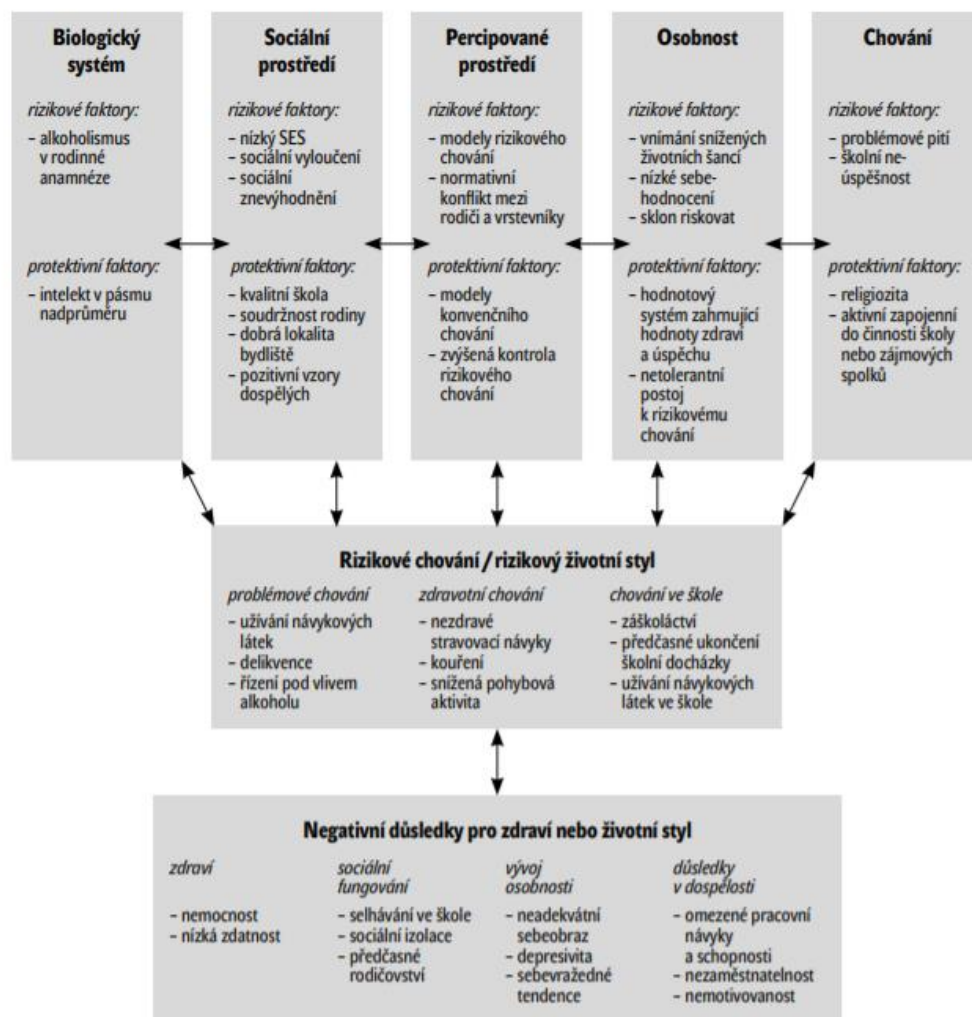 Biologický
systém
rizikové faktory:
– alkoholismus
v rodinné
anamnéze
protektivní faktory:
– intelekt v pásmu
nadprůměru
Sociální
prostředí
rizikové faktory:
– nízký SES
– sociální vyloučení
– sociální
znevýhodnění
protektivní faktory:
– kvalitní škola
– soudržnost rodiny
– dobrá lokalita
bydliště
– pozitivní vzory
dospělých
Percipované
prostředí
rizikové faktory:
– modely rizikového
chování
– normativní
konflikt mezi
rodiči a vrstevníky
protektivní faktory:
– modely
konvenčního
chování
– zvýšená kontrola
rizikového
chování
Osobnost
rizikové faktory:
– vnímání snížených
životních šancí
– nízké sebe-
hodnocení
– sklon riskovat
protektivní faktory:
– hodnotový
systém zahrnující
hodnoty zdraví
a úspěchu
– netolerantní
postoj
k rizikovému
chování
Chování
rizikové faktory:
– problémové pití
– školní ne-
úspěšnost
protektivní faktory:
– religiozita
– aktivní zapojenní
do činnosti školy
nebo zájmových
spolků
Rizikové chování / rizikový životní styl
problémové chování
– užívání návykových
látek
– delikvence
– řízení pod vlivem
alkoholu
zdravotní chování
– nezdravé
stravovací návyky
– kouření
– snížená pohybová
aktivita
chování ve škole
– záškoláctví
– předčasné ukončení
školní docházky
– užívání návykových
látek ve škole
Negativní důsledky pro zdraví nebo životní styl
zdraví
– nemocnost
– nízká zdatnost
sociální
fungování
– selhávání ve škole
– sociální izolace
– předčasné
rodičovství
vývoj
osobnosti
– neadekvátní
sebeobraz
– depresivita
– sebevražedné
tendence
důsledky
v dospělosti
– omezené pracovní
návyky
a schopnosti
– nezaměstnatelnost
– nemotivovanost